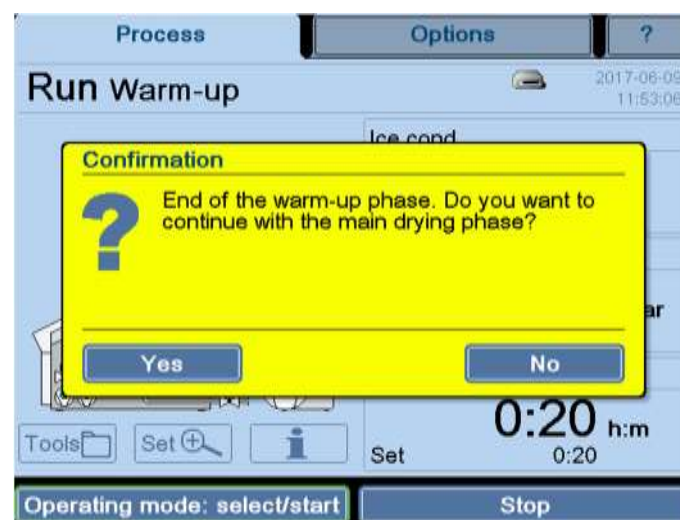 Process Options ?
Run Warm-up 2017-06-09
11:53:06
Ice cond
Confirmation
End of the warm-up phase. Do you want to
continue with the main drying phase?
ar
Yes No
0:20 h:m
Tools Set i Set 0:20
Operating mode: select/start Stop